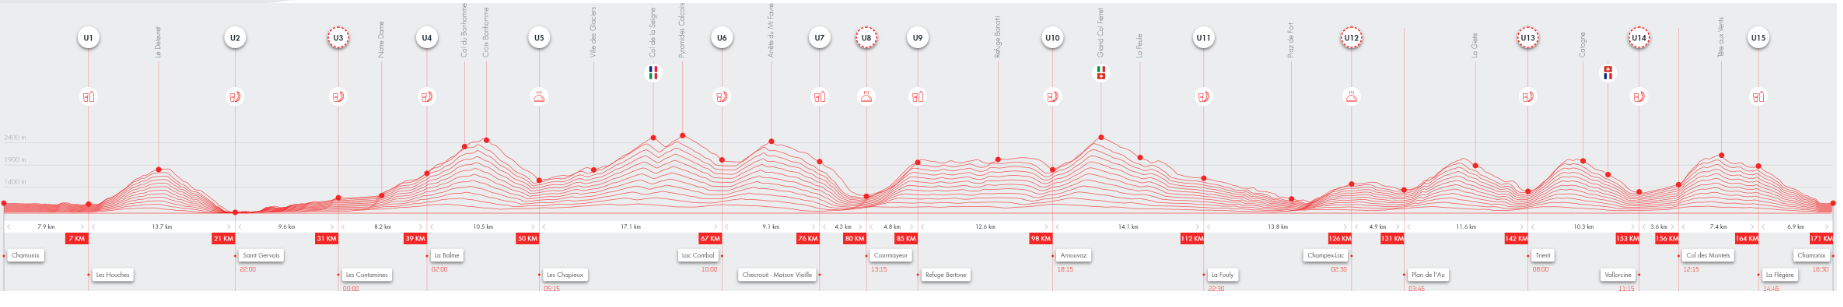 U1 U2 U3 U4 U5 U6 U7 U8 U9 U10 U11 U12 U13 U14 U15
Le Delevret
Notre Dame
Col du Bonhomme
Croix Bonhomme
Ville des Glaciers
Col de la Seigne
Pyramides Calcaires
Arrête du Mt Favre
Refuge Bonatti
Grand Col Ferret
La Peule
Praz de Fort
La Giete
Catogne
Tête aux Vents
2400 m
1900 m
1400 m
7.9 km 13.7 km 9.6 km 8.2 km 10.5 km 17.1 km 9.1 km 4.3 km 4.8 km 12.6 km 14.1 km 13.8 km 4.9 km 11.6 km 10.3 km 3.6 km 7.4 km 6.9 km
7 KM 21 KM 31 KM 39 KM 50 KM 67 KM 76 KM 80 KM 85 KM 98 KM 112 KM 126 KM 131 KM 142 KM 153 KM 156 KM 164 KM 171 KM
Chamonix Saint Gervais La Balme Lac Combal Courmayeur Arnouvaz Champex-Lac Trient Col des Montets Chamonix
22:00 02:00 10:00 13:15 18:15 02:30 08:00 12:15 16:30
Les Houches Les Contamines Les Chapieux Checrouit - Maison Vieille Refuge Bertone La Fouly Plan de l'Au Vallorcine La Flégère
00:00 05:15 22:30 03:45 11:15 14:45